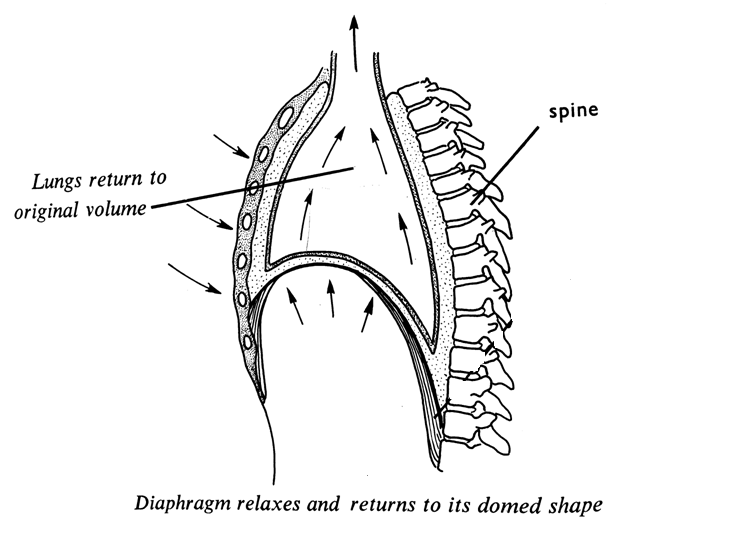 spine
Lungs return to
original volume
Diaphragm relaxes and returns to its domed shape